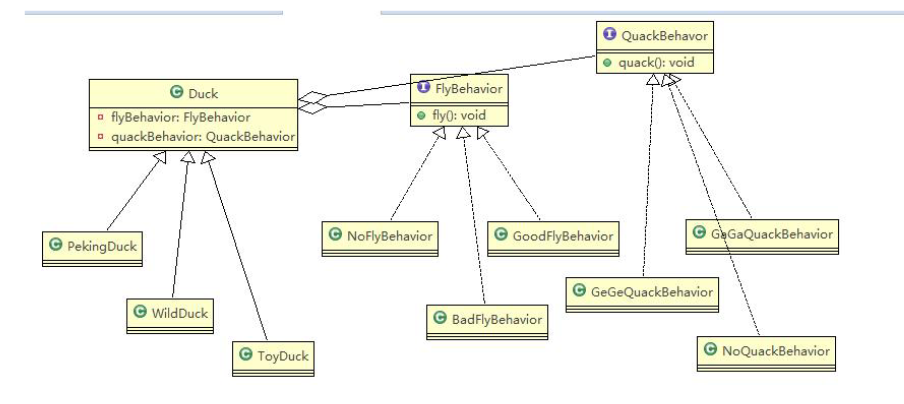 QuackBehavor
quack(): void
FlyBehavior
fly(): void
Duck
flyBehavior: FlyBehavior
quackBehavior: QuackBehavior
PekingDuck
WildDuck
ToyDuck
NoFlyBehavior
GoodFlyBehavior
BadFlyBehavior
GaGaQuackBehavior
GeGeQuackBehavior
NoQuackBehavior